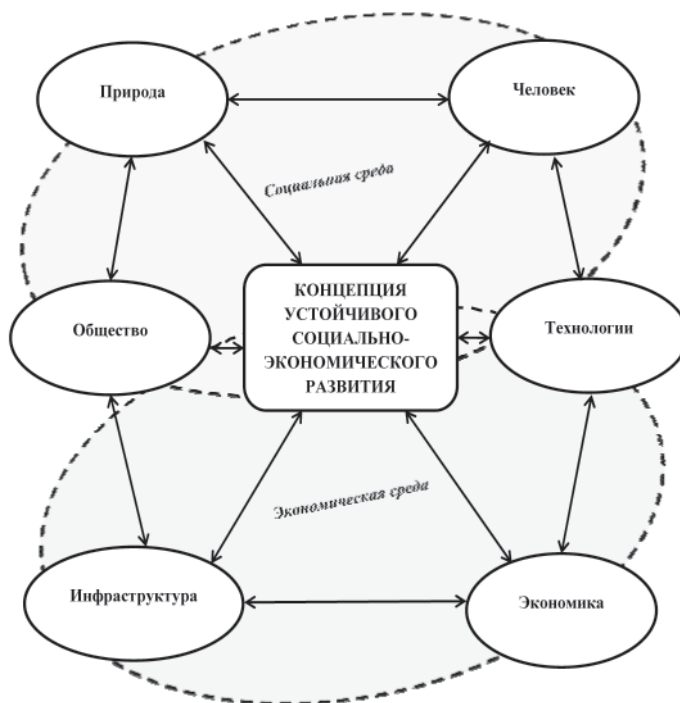 Природа
Человек
Социальная среда
КОНЦЕПЦИЯ
УСТОЙЧИВОГО
СОЦИАЛЬНО-
ЭКОНОМИЧЕСКОГО
РАЗВИТИЯ
Общество
Технологии
Экономическая среда
Инфраструктура
Экономика